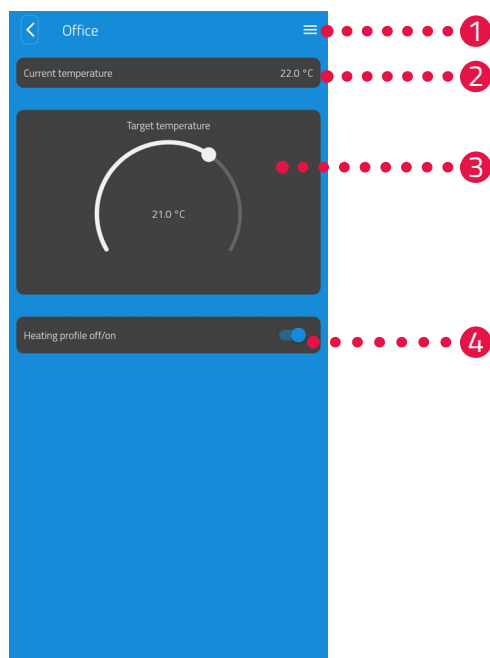 Office
1
Current temperature 22.0 °C
2
Target temperature
3
21.0 °C
Heating profile off/on
4